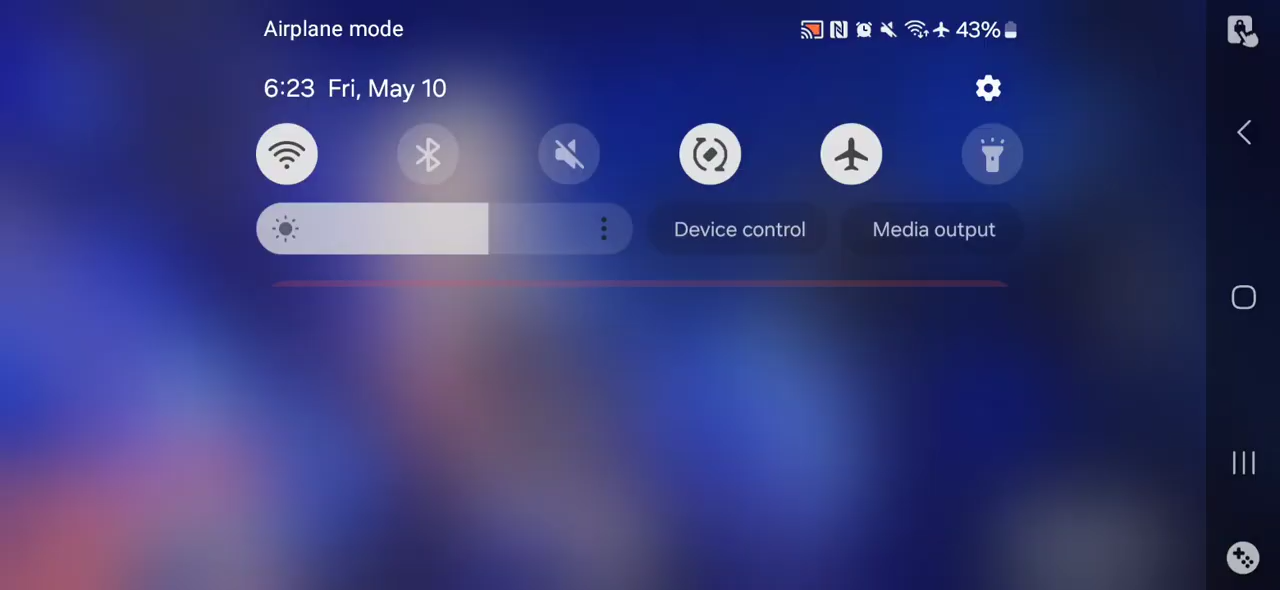 Airplane mode
43%
6:23 Fri, May 10
Device control
Media output